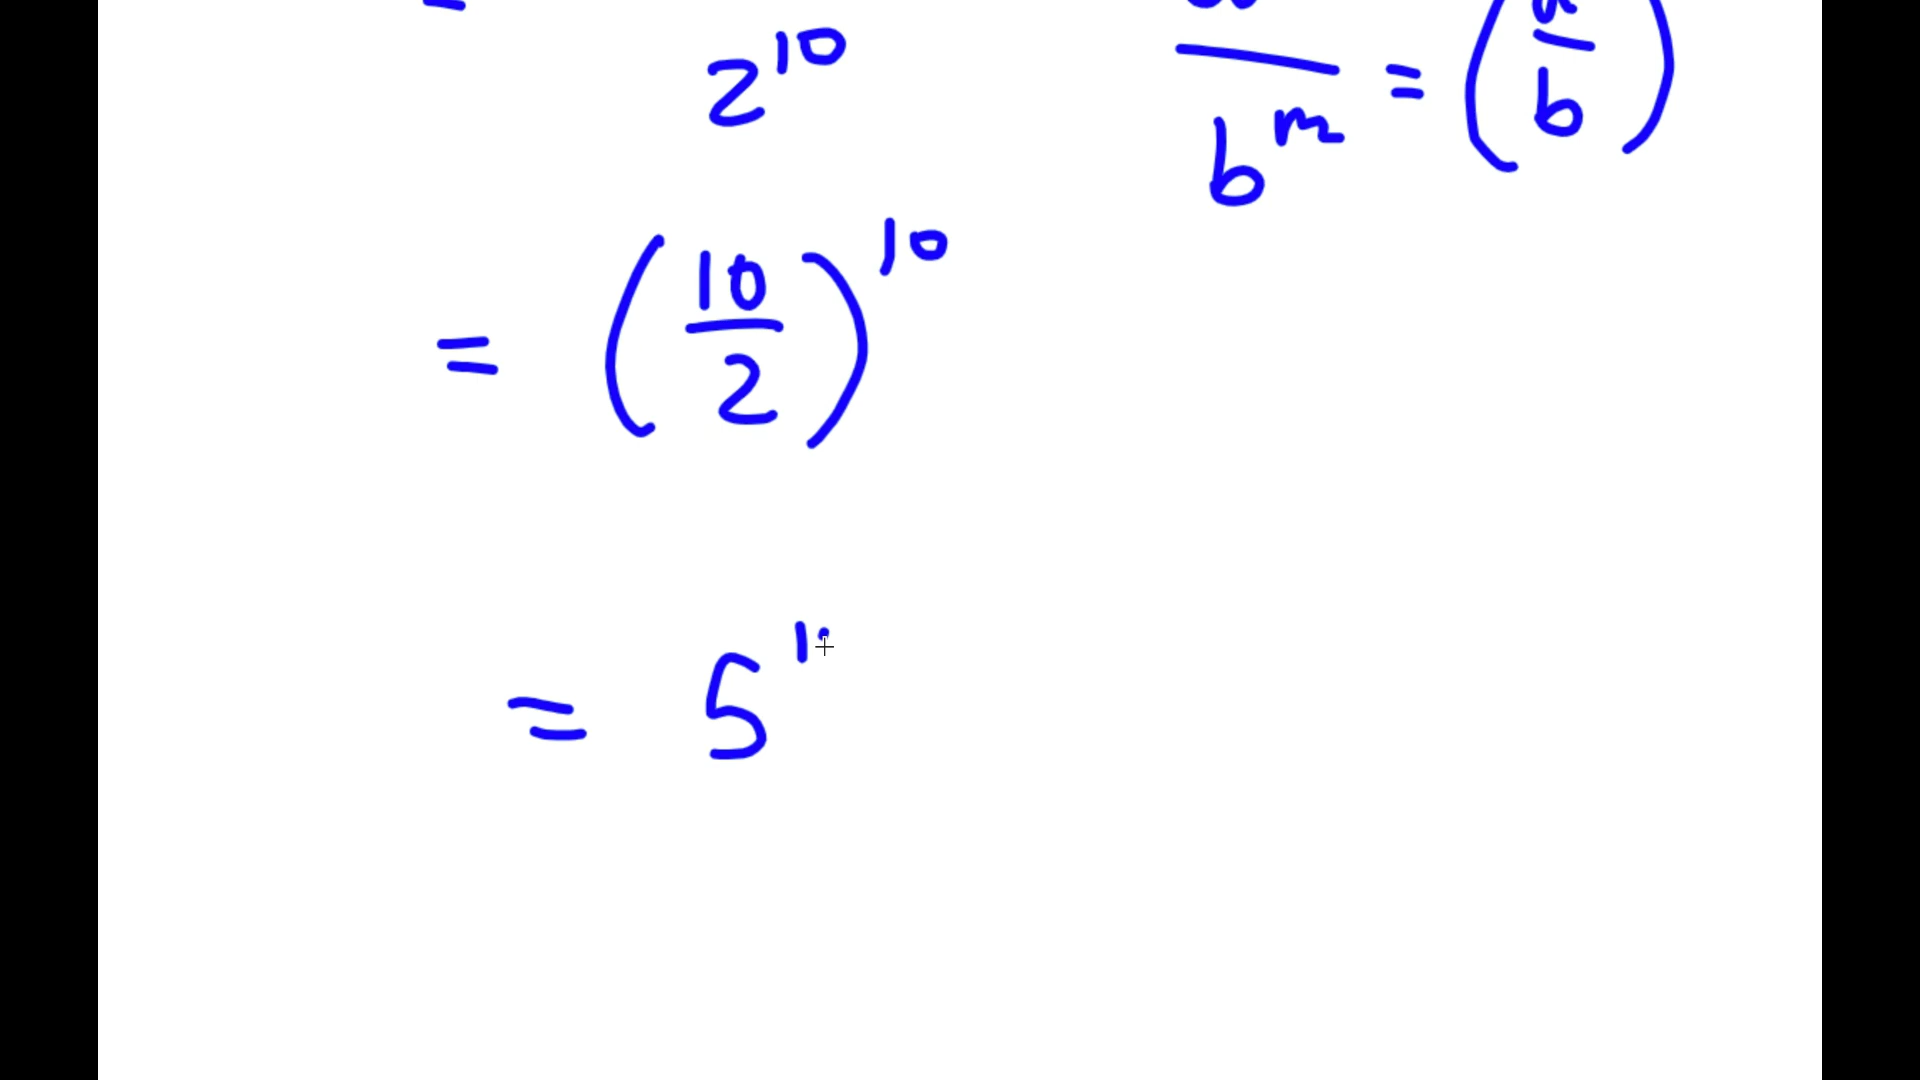 =
2^10
/b^m = (a/b)
= (10/2)^10
= 5^1